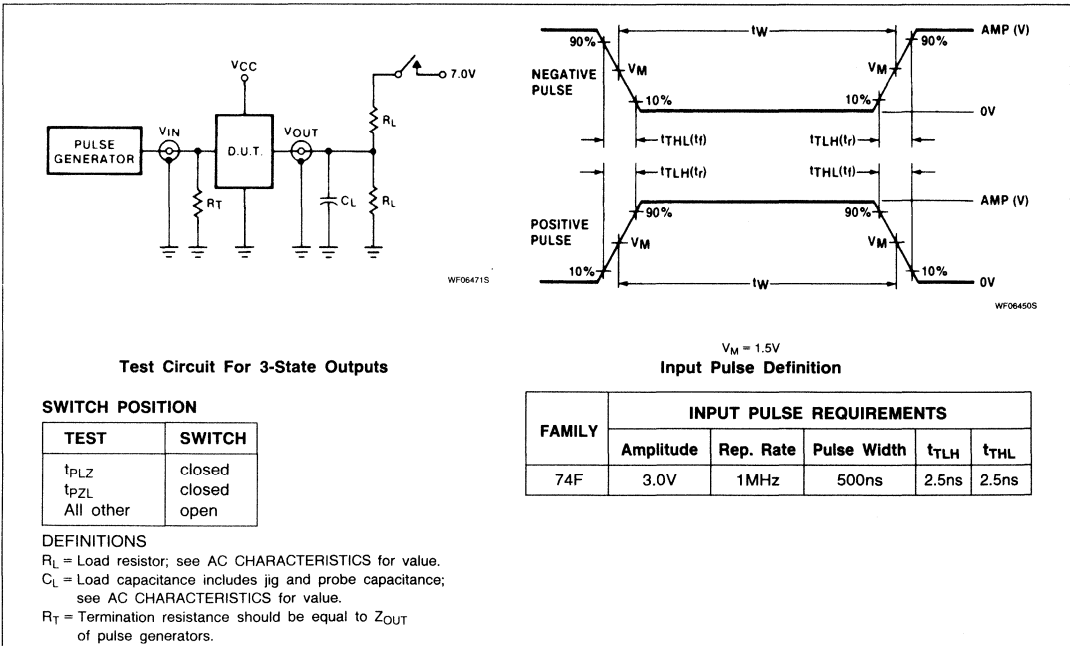 VCC
7.0V
RL
PULSE
GENERATOR
VIN
D.U.T.
VOUT
RT
CL
RL
WF06471S
Test Circuit For 3-State Outputs
SWITCH POSITION
TEST SWITCH
tPLZ closed
tPZL closed
All other open
DEFINITIONS
RL = Load resistor; see AC CHARACTERISTICS for value.
CL = Load capacitance includes jig and probe capacitance;
see AC CHARACTERISTICS for value.
RT = Termination resistance should be equal to ZOUT
of pulse generators.
90% tW 90% AMP (V)
NEGATIVE
PULSE
VM VM
10% 10%
0V
tTHL(tf) tTLH(tr)
tTLH(tr) tTHL(tf)
AMP (V)
90% 90%
POSITIVE
PULSE
VM VM
10% 10%
tW 0V
WF06450S
VM = 1.5V
Input Pulse Definition
FAMILY INPUT PULSE REQUIREMENTS
Amplitude Rep. Rate Pulse Width tTLH tTHL
74F 3.0V 1MHz 500ns 2.5ns 2.5ns